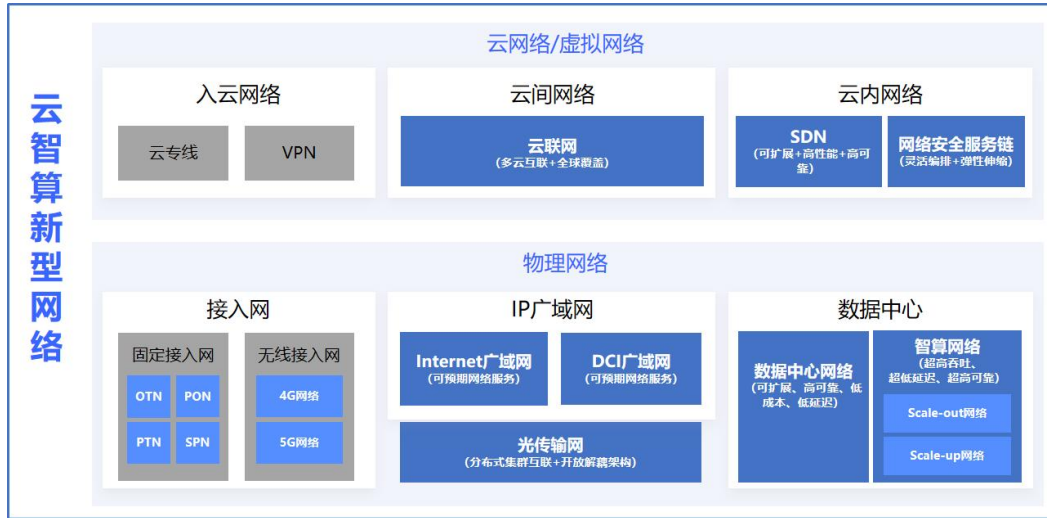 云智算新型网络
云网络/虚拟网络
入云网络
云专线
VPN
云间网络
云联网
(多云互联+全球覆盖)
云内网络
SDN
(可扩展+高性能+高可
靠)
网络安全服务链
(灵活编排+弹性伸缩)
物理网络
接入网
固定接入网
OTN
PON
PTN
SPN
无线接入网
4G网络
5G网络
IP广域网
Internet广域网
(可预期网络服务)
DCI广域网
(可预期网络服务)
光传输网
(分布式集群互联+开放解耦架构)
数据中心
数据中心网络
(可扩展、高可靠、低
成本、低延迟)
智算网络
(超高吞吐、
超低延迟、超高可靠)
Scale-out网络
Scale-up网络